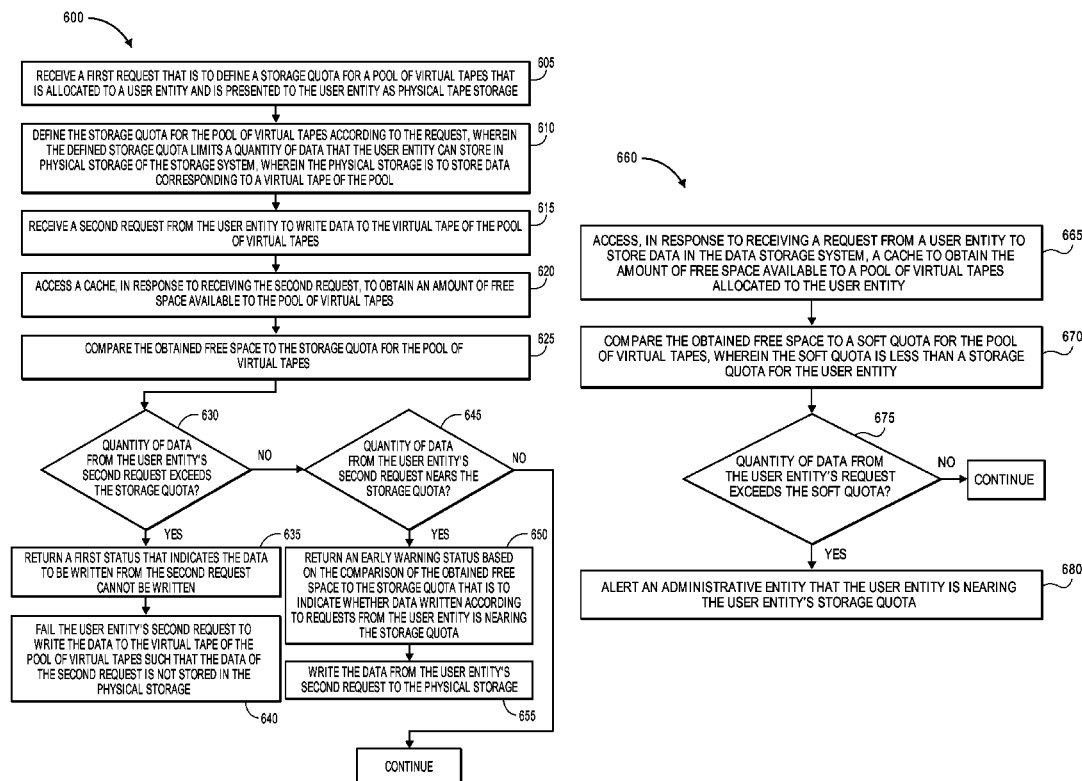 600
605
RECEIVE A FIRST REQUEST THAT IS TO DEFINE A STORAGE QUOTA FOR A POOL OF VIRTUAL TAPES THAT
IS ALLOCATED TO A USER ENTITY AND IS PRESENTED TO THE USER ENTITY AS PHYSICAL TAPE STORAGE
610
DEFINE THE STORAGE QUOTA FOR THE POOL OF VIRTUAL TAPES ACCORDING TO THE REQUEST, WHEREIN
THE DEFINED STORAGE QUOTA LIMITS A QUANTITY OF DATA THAT THE USER ENTITY CAN STORE IN
PHYSICAL STORAGE OF THE STORAGE SYSTEM, WHEREIN THE PHYSICAL STORAGE IS TO STORE DATA
CORRESPONDING TO A VIRTUAL TAPE OF THE POOL
615
RECEIVE A SECOND REQUEST FROM THE USER ENTITY TO WRITE DATA TO THE VIRTUAL TAPE OF THE POOL
OF VIRTUAL TAPES
620
ACCESS A CACHE, IN RESPONSE TO RECEIVING THE SECOND REQUEST, TO OBTAIN AN AMOUNT OF FREE
SPACE AVAILABLE TO THE POOL OF VIRTUAL TAPES
625
COMPARE THE OBTAINED FREE SPACE TO THE STORAGE QUOTA FOR THE POOL OF
VIRTUAL TAPES
630
QUANTITY OF DATA
FROM THE USER ENTITY'S
SECOND REQUEST EXCEEDS
THE STORAGE QUOTA?
NO
YES
645
QUANTITY OF DATA
FROM THE USER ENTITY'S
SECOND REQUEST NEARS
THE STORAGE QUOTA?
NO
YES
635
RETURN A FIRST STATUS THAT INDICATES THE DATA
TO BE WRITTEN FROM THE SECOND REQUEST
CANNOT BE WRITTEN
FAIL THE USER ENTITY'S SECOND REQUEST TO
WRITE THE DATA TO THE VIRTUAL TAPE OF THE
POOL OF VIRTUAL TAPES SUCH THAT THE DATA OF
THE SECOND REQUEST IS NOT STORED IN THE
PHYSICAL STORAGE
640
650
RETURN AN EARLY WARNING STATUS BASED
ON THE COMPARISON OF THE OBTAINED FREE
SPACE TO THE STORAGE QUOTA THAT IS TO
INDICATE WHETHER DATA WRITTEN ACCORDING
TO REQUESTS FROM THE USER ENTITY IS NEARING
THE STORAGE QUOTA
WRITE THE DATA FROM THE USER ENTITY'S
SECOND REQUEST TO THE PHYSICAL STORAGE
655
CONTINUE
660
665
ACCESS, IN RESPONSE TO RECEIVING A REQUEST FROM A USER ENTITY TO
STORE DATA IN THE DATA STORAGE SYSTEM, A CACHE TO OBTAIN THE
AMOUNT OF FREE SPACE AVAILABLE TO A POOL OF VIRTUAL TAPES
ALLOCATED TO THE USER ENTITY
670
COMPARE THE OBTAINED FREE SPACE TO A SOFT QUOTA FOR THE POOL
OF VIRTUAL TAPES, WHEREIN THE SOFT QUOTA IS LESS THAN A STORAGE
QUOTA FOR THE USER ENTITY
675
QUANTITY OF DATA FROM
THE USER ENTITY'S REQUEST
EXCEEDS THE SOFT QUOTA?
NO
CONTINUE
YES
680
ALERT AN ADMINISTRATIVE ENTITY THAT THE USER ENTITY IS NEARING
THE USER ENTITY'S STORAGE QUOTA